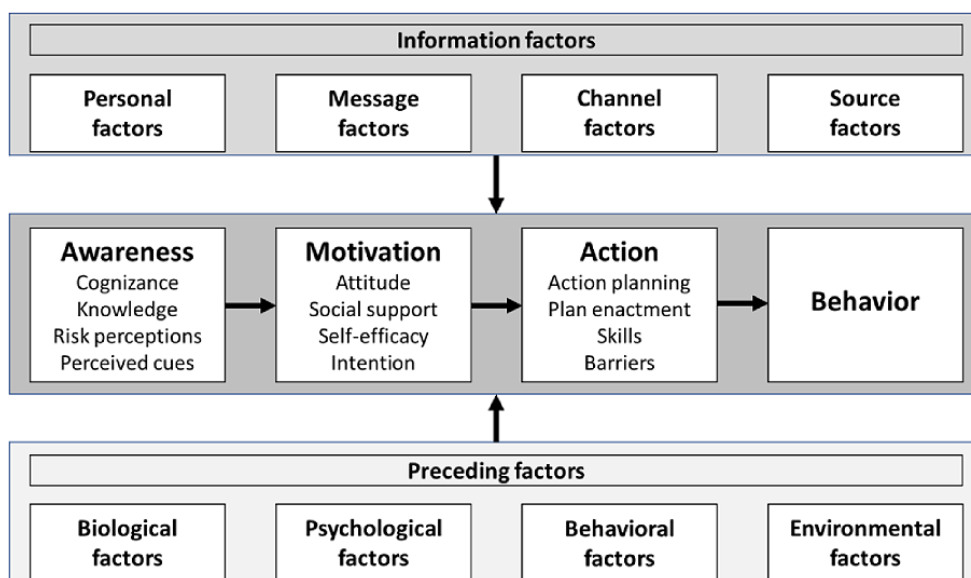 Information factors
Personal
factors
Message
factors
Channel
factors
Source
factors
Awareness
Cognizance
Knowledge
Risk perceptions
Perceived cues
Motivation
Attitude
Social support
Self-efficacy
Intention
Action
Action planning
Plan enactment
Skills
Barriers
Behavior
Preceding factors
Biological
factors
Psychological
factors
Behavioral
factors
Environmental
factors